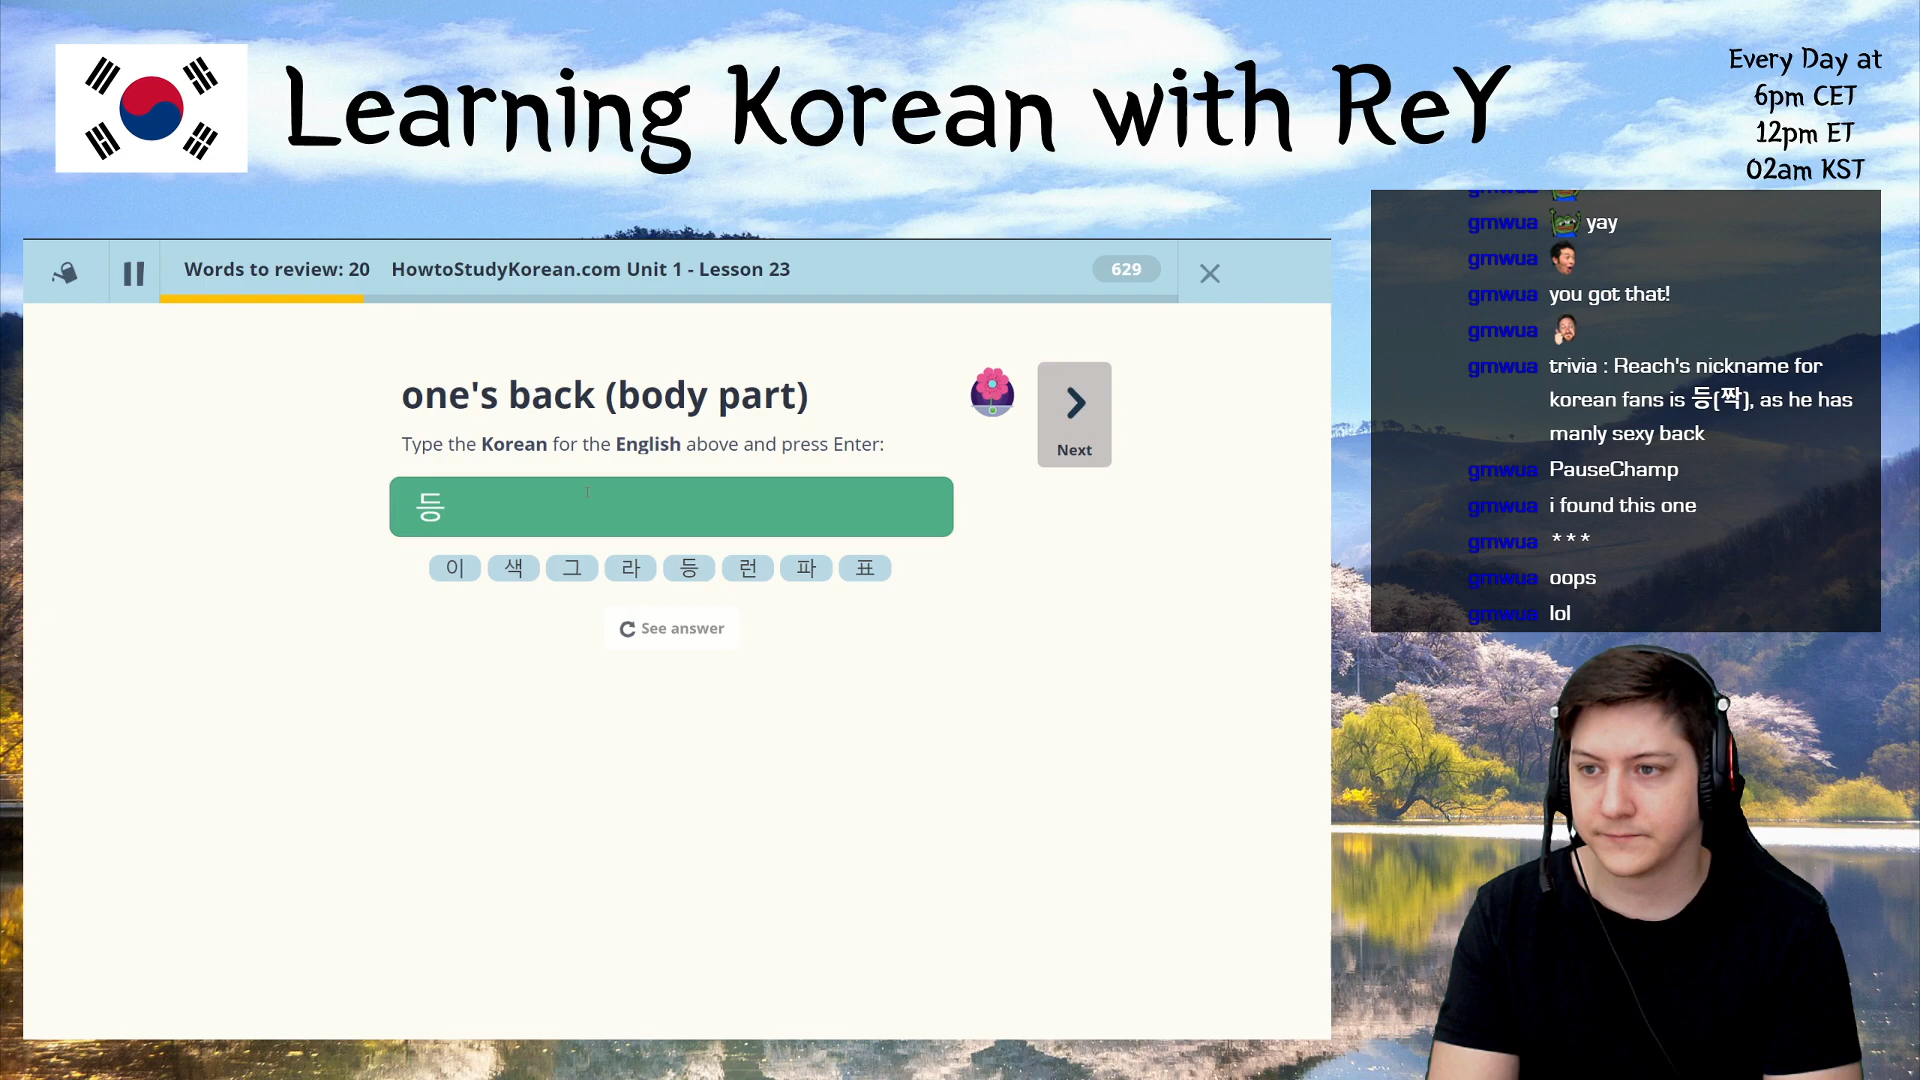 Learning Korean with ReY
Every Day at
6pm CET
12pm ET
02am KST
Words to review: 20 HowtoStudyKorean.com Unit 1 - Lesson 23
629
one's back (body part)
Type the Korean for the English above and press Enter:
Next
등
이 색 그 라 등 런 파 표
See answer
gmwua
gmwua yay
gmwua
gmwua you got that!
gmwua
gmwua trivia : Reach's nickname for
korean fans is 등(짝), as he has
manly sexy back
gmwua PauseChamp
gmwua i found this one
gmwua ***
gmwua oops
gmwua lol